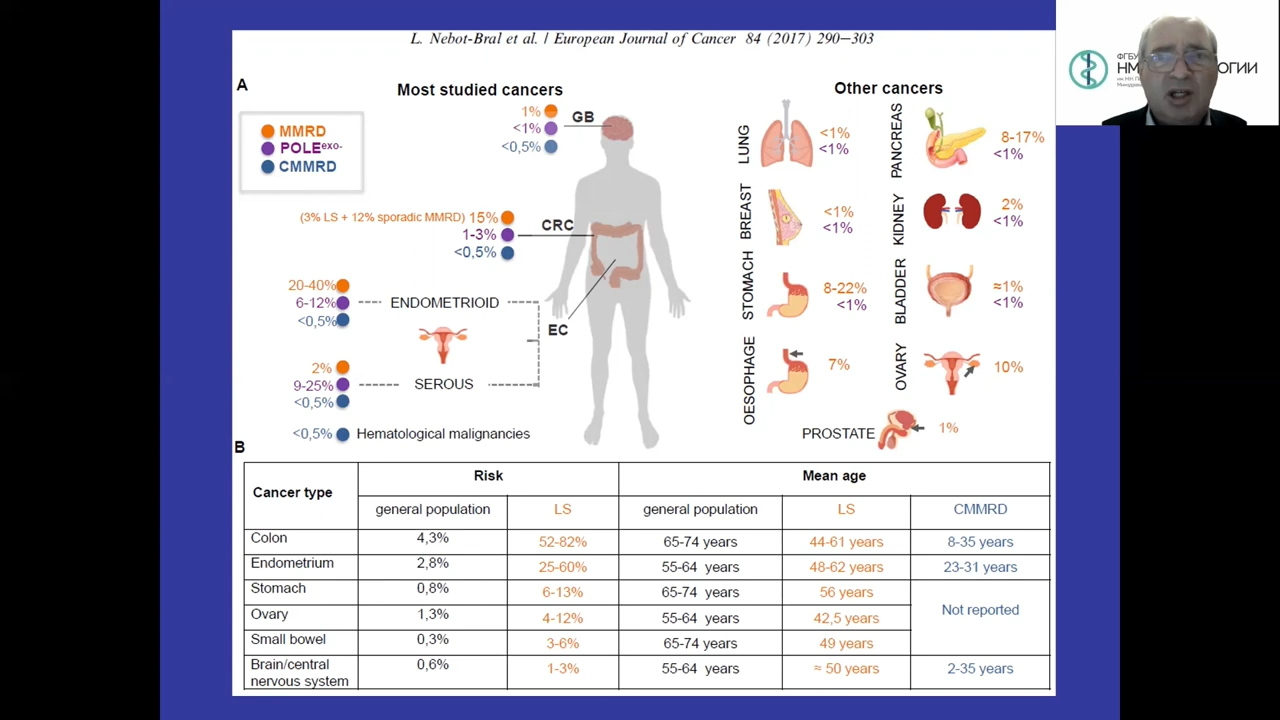 L. Nebot-Bral et al. / European Journal of Cancer 84 (2017) 290–303
A
Most studied cancers
Other cancers
MMRD
POLEexo-
CMMRD
1%
<1%
<0,5%
GB
(3% LS + 12% sporadic MMRD) 15%
1-3%
<0,5%
CRC
20-40%
6-12%
<0,5%
ENDOMETRIOID
EC
2%
9-25%
<0,5%
SEROUS
<0,5% Hematological malignancies
LUNG
<1%
<1%
PANCREAS
8-17%
<1%
BREAST
<1%
<1%
KIDNEY
2%
<1%
STOMACH
8-22%
<1%
BLADDER
≈1%
<1%
OESOPHAGE
7%
OVARY
10%
PROSTATE
1%
B
Cancer type Risk Mean age
general population LS general population LS CMMRD
Colon 4,3% 52-82% 65-74 years 44-61 years 8-35 years
Endometrium 2,8% 25-60% 55-64 years 48-62 years 23-31 years
Stomach 0,8% 6-13% 65-74 years 56 years Not reported
Ovary 1,3% 4-12% 55-64 years 42,5 years
Small bowel 0,3% 3-6% 65-74 years 49 years
Brain/central
nervous system 0,6% 1-3% 55-64 years ≈ 50 years 2-35 years
ФГБУ